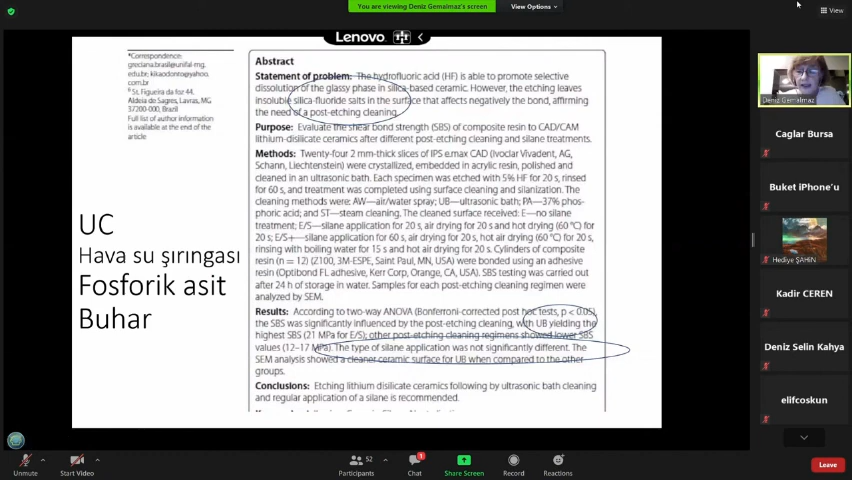 You are viewing Deniz Gemalmaz's screen
View Options
View
Lenovo
*Correspondence:
greciana.brasil@unifal-mg.
edu.br; kikaodonto@yahoo.
com.br
6 St. Figueira da for 44.
Aldeia do Sagres, Lavras, MG
37200-000, Brasil
Full list of author information
is available at the end of the
article
UC
Hava su şırıngası
Fosforik asit
Buhar
Abstract
Statement of problem: The hydrofluoric acid (HF) is able to promote selective
dissolution of the glassy phase in silica-based ceramic. However, the etching leaves
insoluble silica-fluoride salts in the surface that affects negatively the bond, affirming
the need of a post-etching cleaning.
Purpose: Evaluate the shear bond strength (SBS) of composite resin to CAD/CAM
lithium-disilicate ceramics after different post-etching cleaning and silane treatments.
Methods: Twenty-four 2 mm-thick slices of IPS e.max CAD (Ivoclar Vivadent, AG,
Schann, Liechtenstein) were crystallized, embedded in acrylic resin, polished and
cleaned in an ultrasonic bath. Each specimen was etched with 5% HF for 20 s, rinsed
for 60 s, and treatment was completed using surface cleaning and silanization. The
cleaning methods were: AW—air/water spray; UB—ultrasonic bath; PA—37% phos-
phoric acid; and ST—steam cleaning. The cleaned surface received: E—no silane
treatment; E/S—silane application for 20 s, air drying for 20 s and hot drying (60 °C) for
20 s; E/S+—silane application for 60 s, air drying for 20 s, hot air drying (60 °C) for 20 s,
rinsing with boiling water for 15 s and hot air drying for 20 s. Cylinders of composite
resin (n = 12) (Z100, 3M-ESPE, Saint Paul, MN, USA) were bonded using an adhesive
resin (Optibond FL adhesive, Kerr Corp, Orange, CA, USA). SBS testing was carried out
after 24 h of storage in water. Samples for each post-etching cleaning regimen were
analyzed by SEM.
Results: According to two-way ANOVA (Bonferroni-corrected post hoc tests, p < 0.05),
the SBS was significantly influenced by the post-etching cleaning, with UB yielding the
highest SBS (21 MPa for E/S); other post-etching cleaning regimens showed lower SBS
values (12–17 MPa). The type of silane application was not significantly different. The
SEM analysis showed a cleaner ceramic surface for UB when compared to the other
groups.
Conclusions: Etching lithium disilicate ceramics following by ultrasonic bath cleaning
and regular application of a silane is recommended.
Deniz Gemalmaz
Caglar Bursa
Buket iPhone'u
Hediye ŞAHİN
Kadir CEREN
Deniz Selin Kahya
elifcoskun
Unmute
Start Video
52
Participants
1
Chat
Share Screen
Record
Reactions
Leave